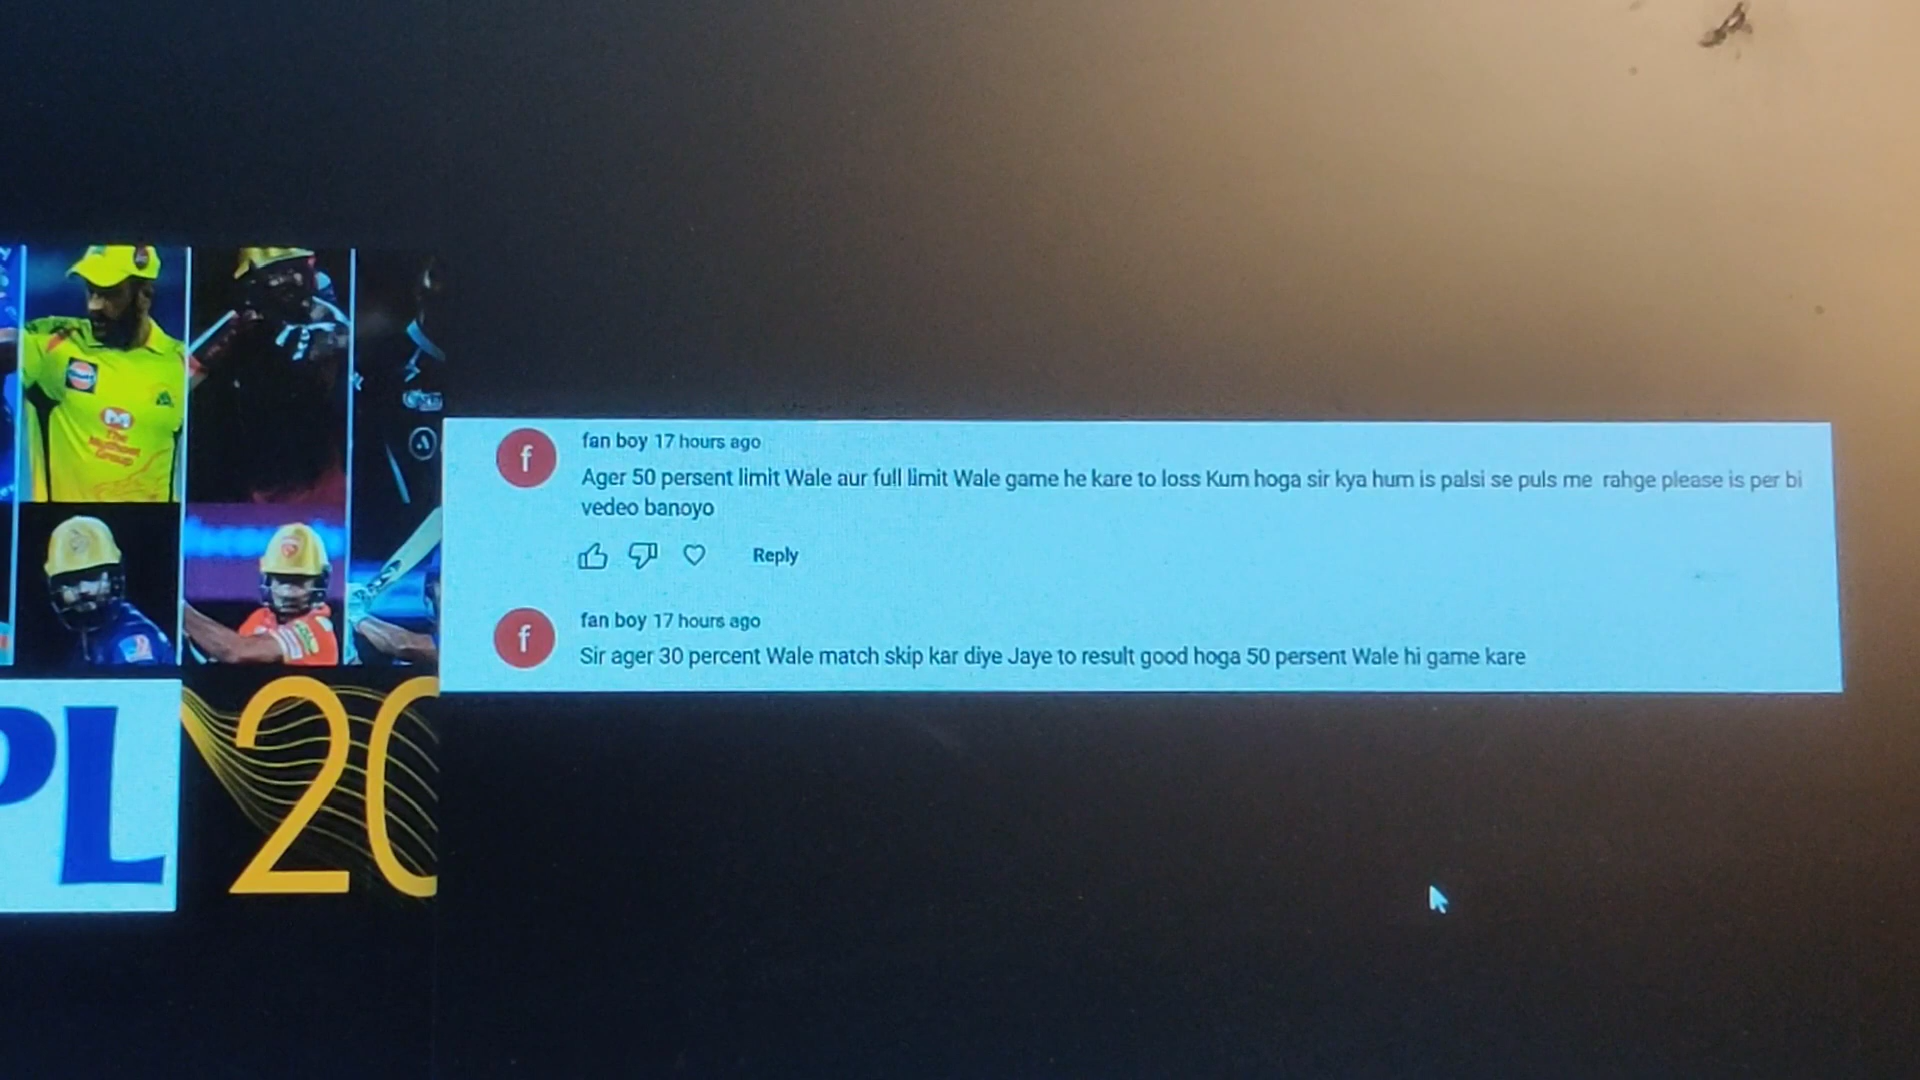 The
Muthoot
Group
fan boy 17 hours ago
f
Ager 50 persent limit Wale aur full limit Wale game he kare to loss Kum hoga sir kya hum is palsi se puls me rahge please is per bi
vedeo banoyo
Reply
fan boy 17 hours ago
f
Sir ager 30 percent Wale match skip kar diye Jaye to result good hoga 50 persent Wale hi game kare
PL
20